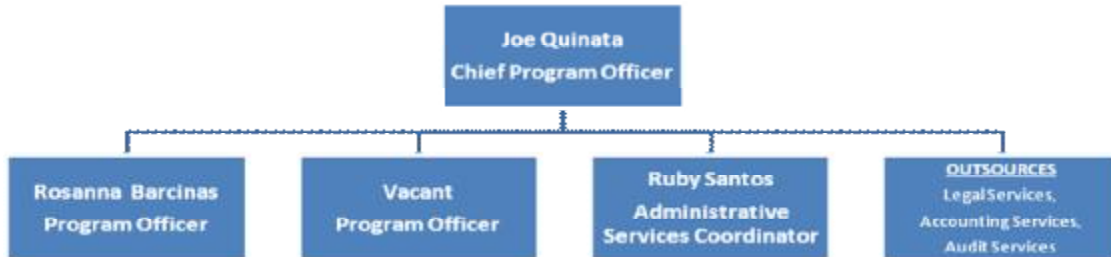 Joe Quinata
Chief Program Officer
Rosanna Barcinas
Program Officer
Vacant
Program Officer
Ruby Santos
Administrative
Services Coordinator
OUTSOURCES
Legal Services,
Accounting Services,
Audit Services